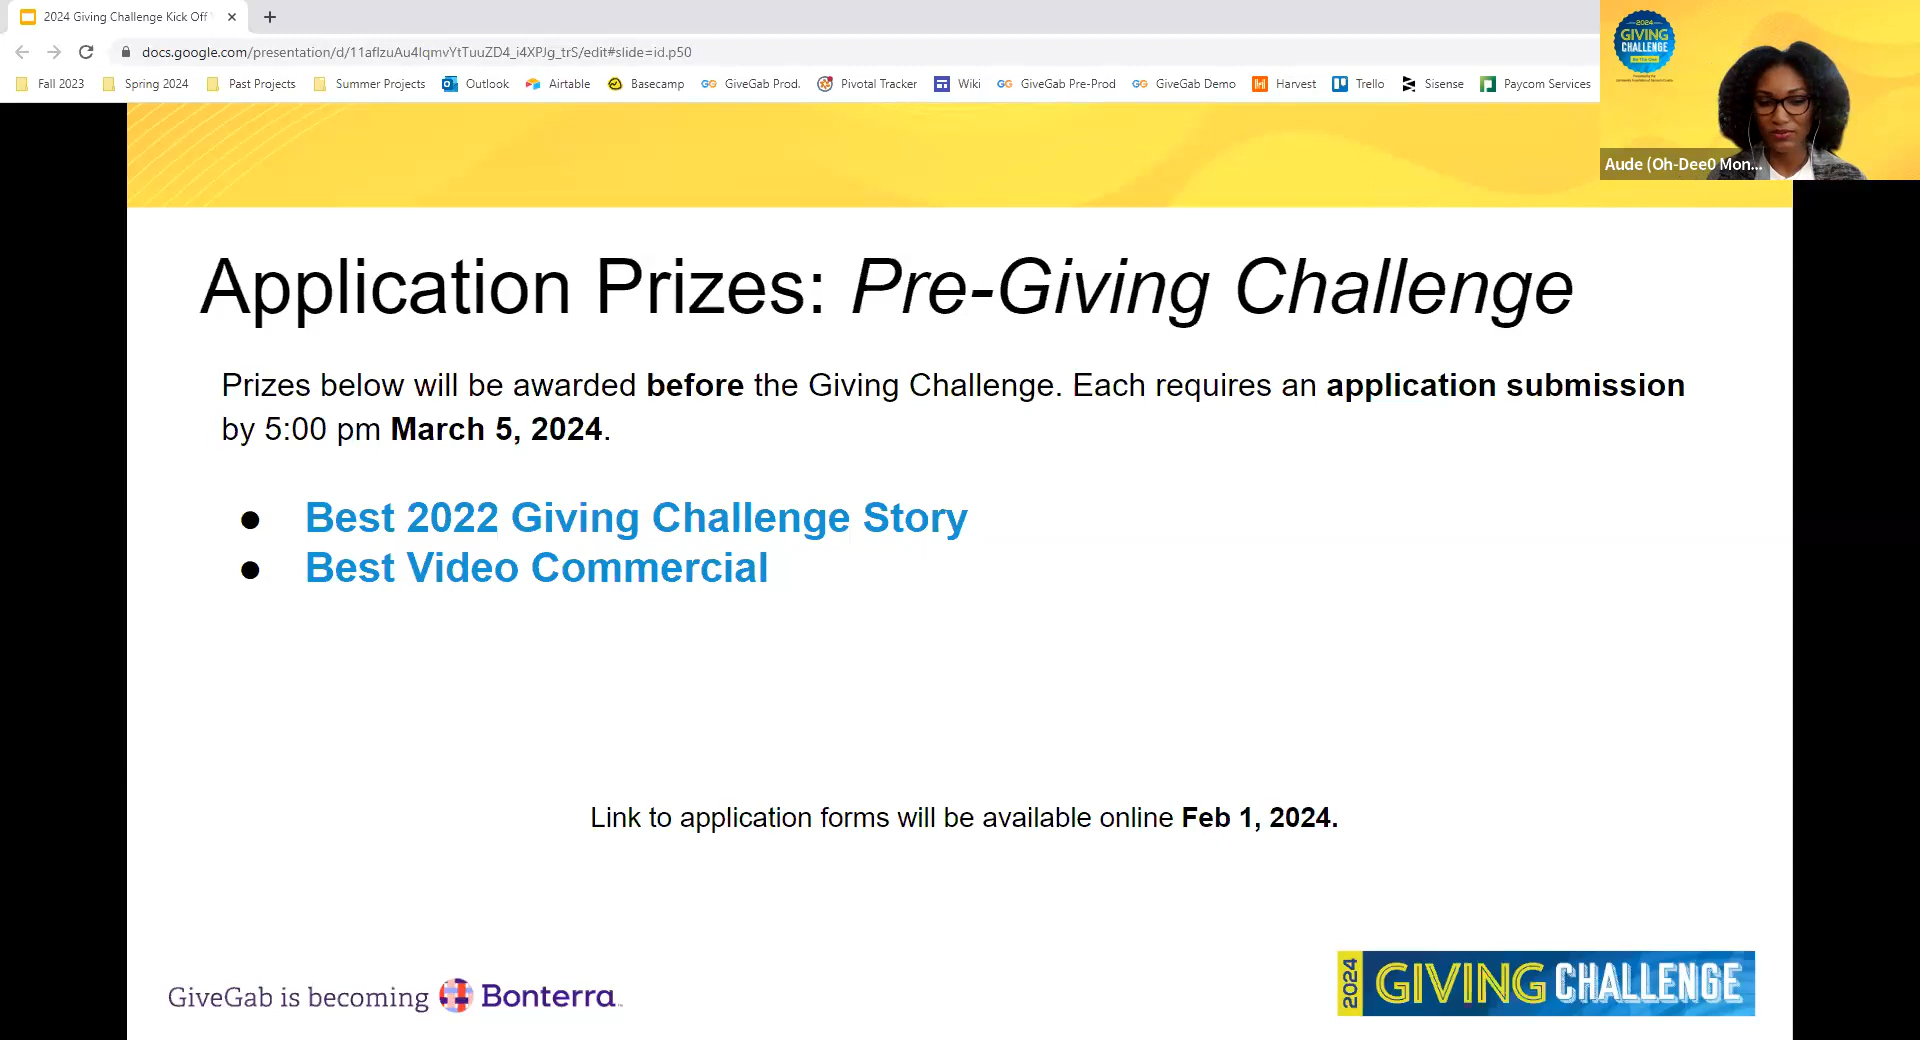 2024 Giving Challenge Kick Off
docs.google.com/presentation/d/11aflzuAu4lqmvYtTuuZD4_i4XPJg_trS/edit#slide=id.p50
Fall 2023 Spring 2024 Past Projects Summer Projects Outlook Airtable Basecamp GiveGab Prod. Pivotal Tracker Wiki GiveGab Pre-Prod GiveGab Demo Harvest Trello Sisense Paycom Services
2024
GIVING
CHALLENGE
Be The One
Aude (Oh-Dee0 Mon...
Application Prizes: Pre-Giving Challenge
Prizes below will be awarded before the Giving Challenge. Each requires an application submission
by 5:00 pm March 5, 2024.
● Best 2022 Giving Challenge Story
● Best Video Commercial
Link to application forms will be available online Feb 1, 2024.
GiveGab is becoming Bonterra
2024 GIVING CHALLENGE